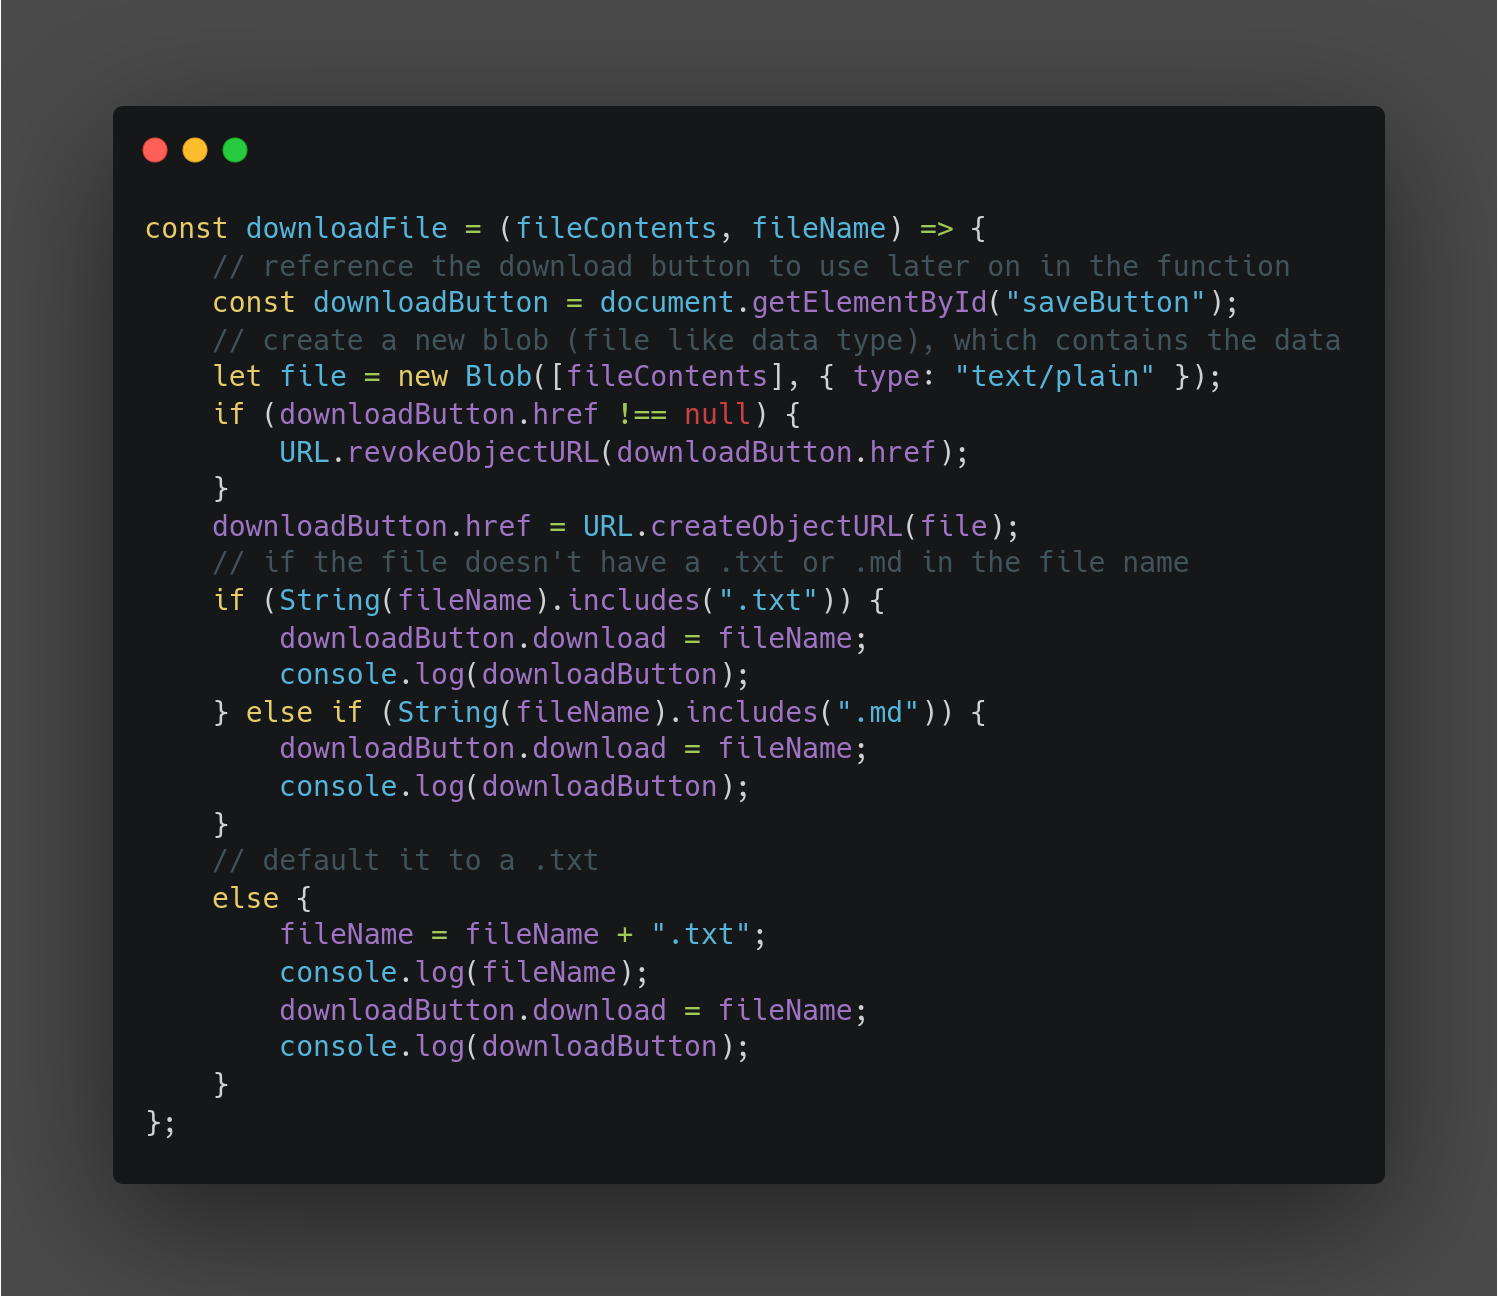 const downloadFile = (fileContents, fileName) => {
    // reference the download button to use later on in the function
    const downloadButton = document.getElementById("saveButton");
    // create a new blob (file like data type), which contains the data
    let file = new Blob([fileContents], { type: "text/plain" });
    if (downloadButton.href !== null) {
        URL.revokeObjectURL(downloadButton.href);
    }
    downloadButton.href = URL.createObjectURL(file);
    // if the file doesn't have a .txt or .md in the file name
    if (String(fileName).includes(".txt")) {
        downloadButton.download = fileName;
        console.log(downloadButton);
    } else if (String(fileName).includes(".md")) {
        downloadButton.download = fileName;
        console.log(downloadButton);
    }
    // default it to a .txt
    else {
        fileName = fileName + ".txt";
        console.log(fileName);
        downloadButton.download = fileName;
        console.log(downloadButton);
    }
};